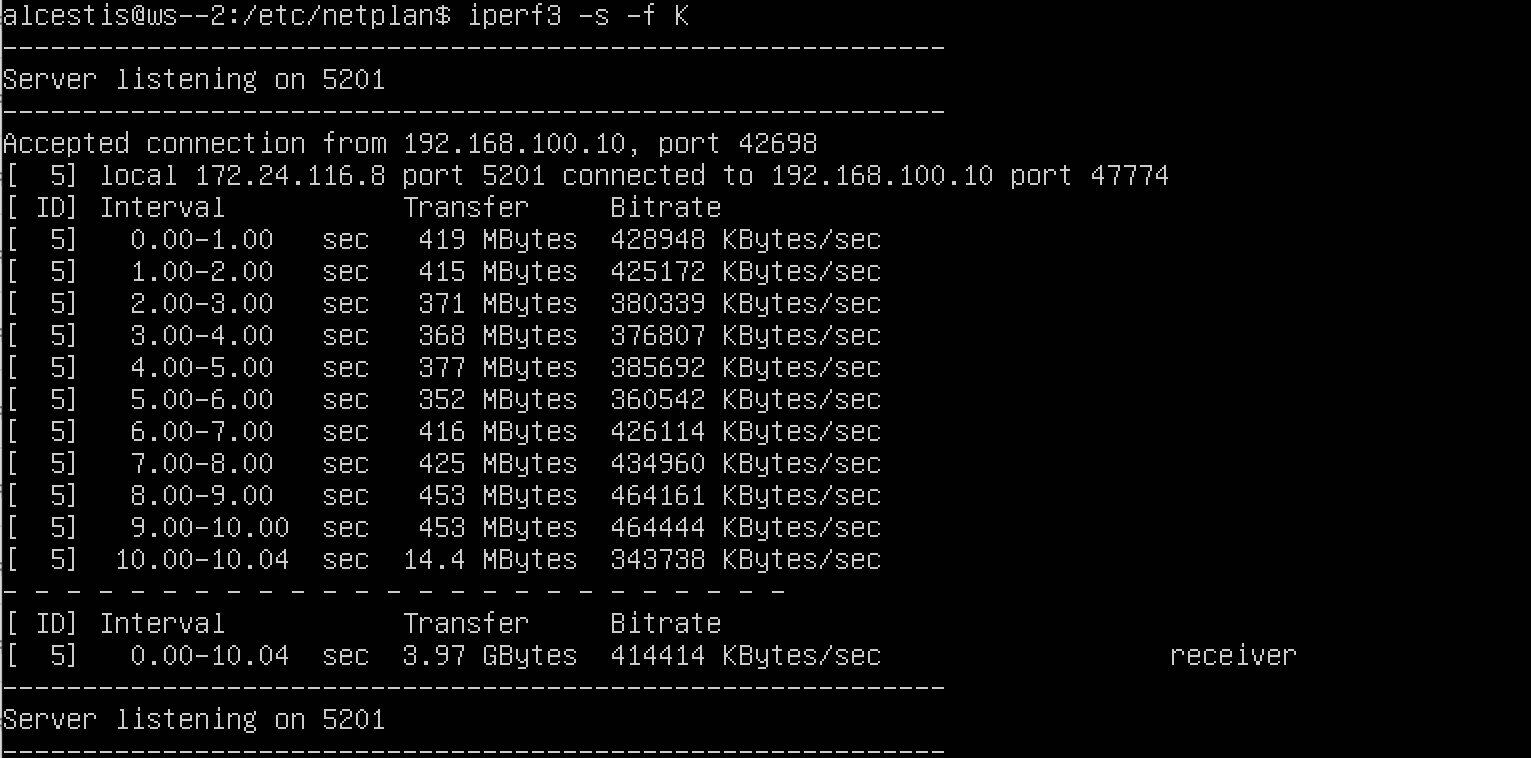 alcestis@ws--2:/etc/netplan$ iperf3 -s -f K
-----------------------------------------------------------
Server listening on 5201
-----------------------------------------------------------
Accepted connection from 192.168.100.10, port 42698
[  5] local 172.24.116.8 port 5201 connected to 192.168.100.10 port 47774
[ ID] Interval           Transfer     Bitrate
[  5]   0.00-1.00   sec   419 MBytes  428948 KBytes/sec
[  5]   1.00-2.00   sec   415 MBytes  425172 KBytes/sec
[  5]   2.00-3.00   sec   371 MBytes  380339 KBytes/sec
[  5]   3.00-4.00   sec   368 MBytes  376807 KBytes/sec
[  5]   4.00-5.00   sec   377 MBytes  385692 KBytes/sec
[  5]   5.00-6.00   sec   352 MBytes  360542 KBytes/sec
[  5]   6.00-7.00   sec   416 MBytes  426114 KBytes/sec
[  5]   7.00-8.00   sec   425 MBytes  434960 KBytes/sec
[  5]   8.00-9.00   sec   453 MBytes  464161 KBytes/sec
[  5]   9.00-10.00  sec   453 MBytes  464444 KBytes/sec
[  5]  10.00-10.04  sec  14.4 MBytes  343738 KBytes/sec
- - - - - - - - - - - - - - - - - - - - - - - - -
[ ID] Interval           Transfer     Bitrate
[  5]   0.00-10.04  sec  3.97 GBytes  414414 KBytes/sec                  receiver
-----------------------------------------------------------
Server listening on 5201
-----------------------------------------------------------